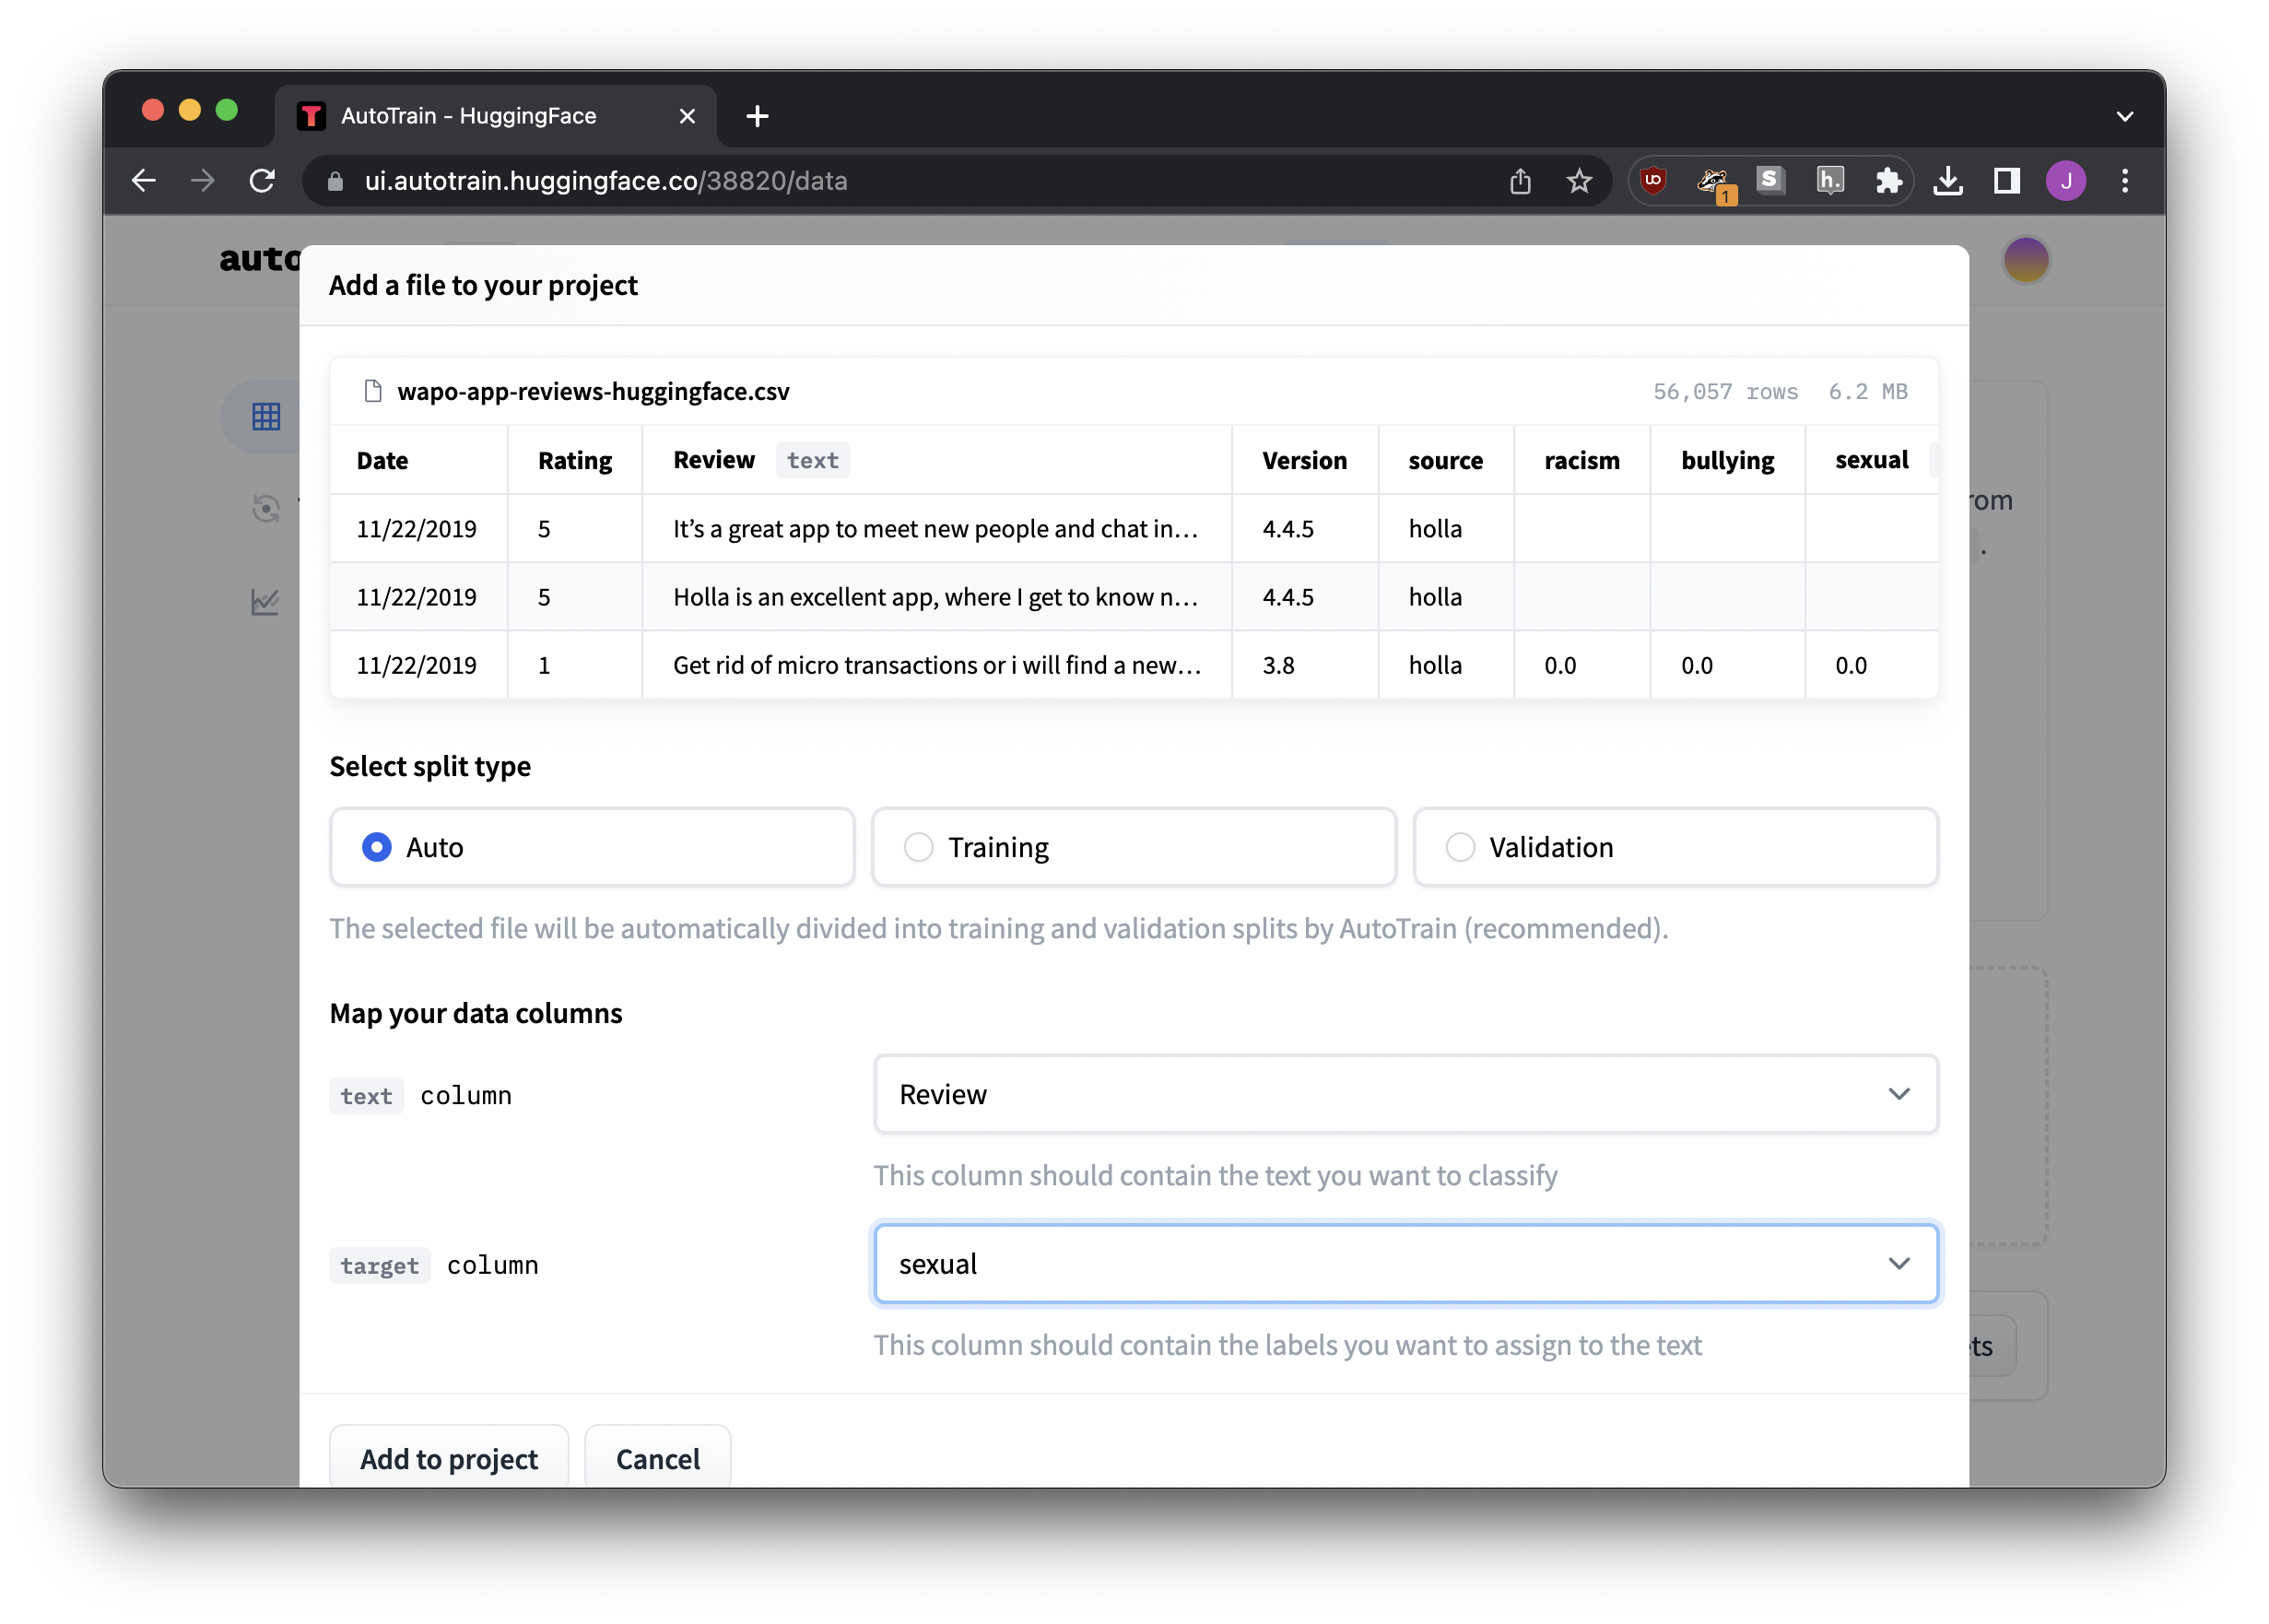 AutoTrain - HuggingFace
ui.autotrain.huggingface.co/38820/data
1
S
h.
J
auto
Add a file to your project
wapo-app-reviews-huggingface.csv 56,057 rows 6.2 MB
Date Rating Review text Version source racism bullying sexual
11/22/2019 5 It’s a great app to meet new people and chat in... 4.4.5 holla
11/22/2019 5 Holla is an excellent app, where I get to know n... 4.4.5 holla
11/22/2019 1 Get rid of micro transactions or i will find a new... 3.8 holla 0.0 0.0 0.0
rom
.
Select split type
Auto Training Validation
The selected file will be automatically divided into training and validation splits by AutoTrain (recommended).
Map your data columns
text column Review
This column should contain the text you want to classify
target column sexual
This column should contain the labels you want to assign to the text
ts
Add to project Cancel